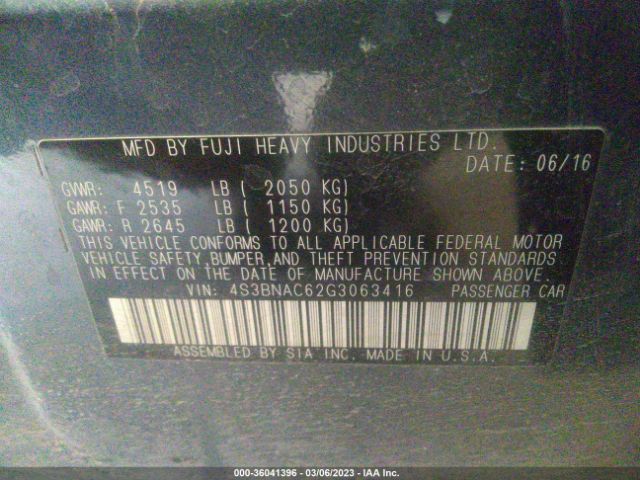 MFD BY FUJI HEAVY INDUSTRIES LTD.
DATE: 06/16
GVWR: 4519 LB ( 2050 KG)
GAWR: F 2535 LB ( 1150 KG)
GAWR: R 2645 LB ( 1200 KG)
THIS VEHICLE CONFORMS TO ALL APPLICABLE FEDERAL MOTOR
VEHICLE SAFETY, BUMPER, AND THEFT PREVENTION STANDARDS
IN EFFECT ON THE DATE OF MANUFACTURE SHOWN ABOVE.
VIN: 4S3BNAC62G3063416 PASSENGER CAR
ASSEMBLED BY SIA INC. MADE IN U.S.A.
000-36041396 - 03/06/2023 - IAA Inc.